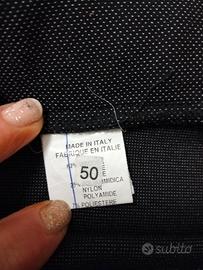 MADE IN ITALY
FABRIQUE EN ITALIE
50
NYLON
POLYAMIDE
POLIESTERE
subito